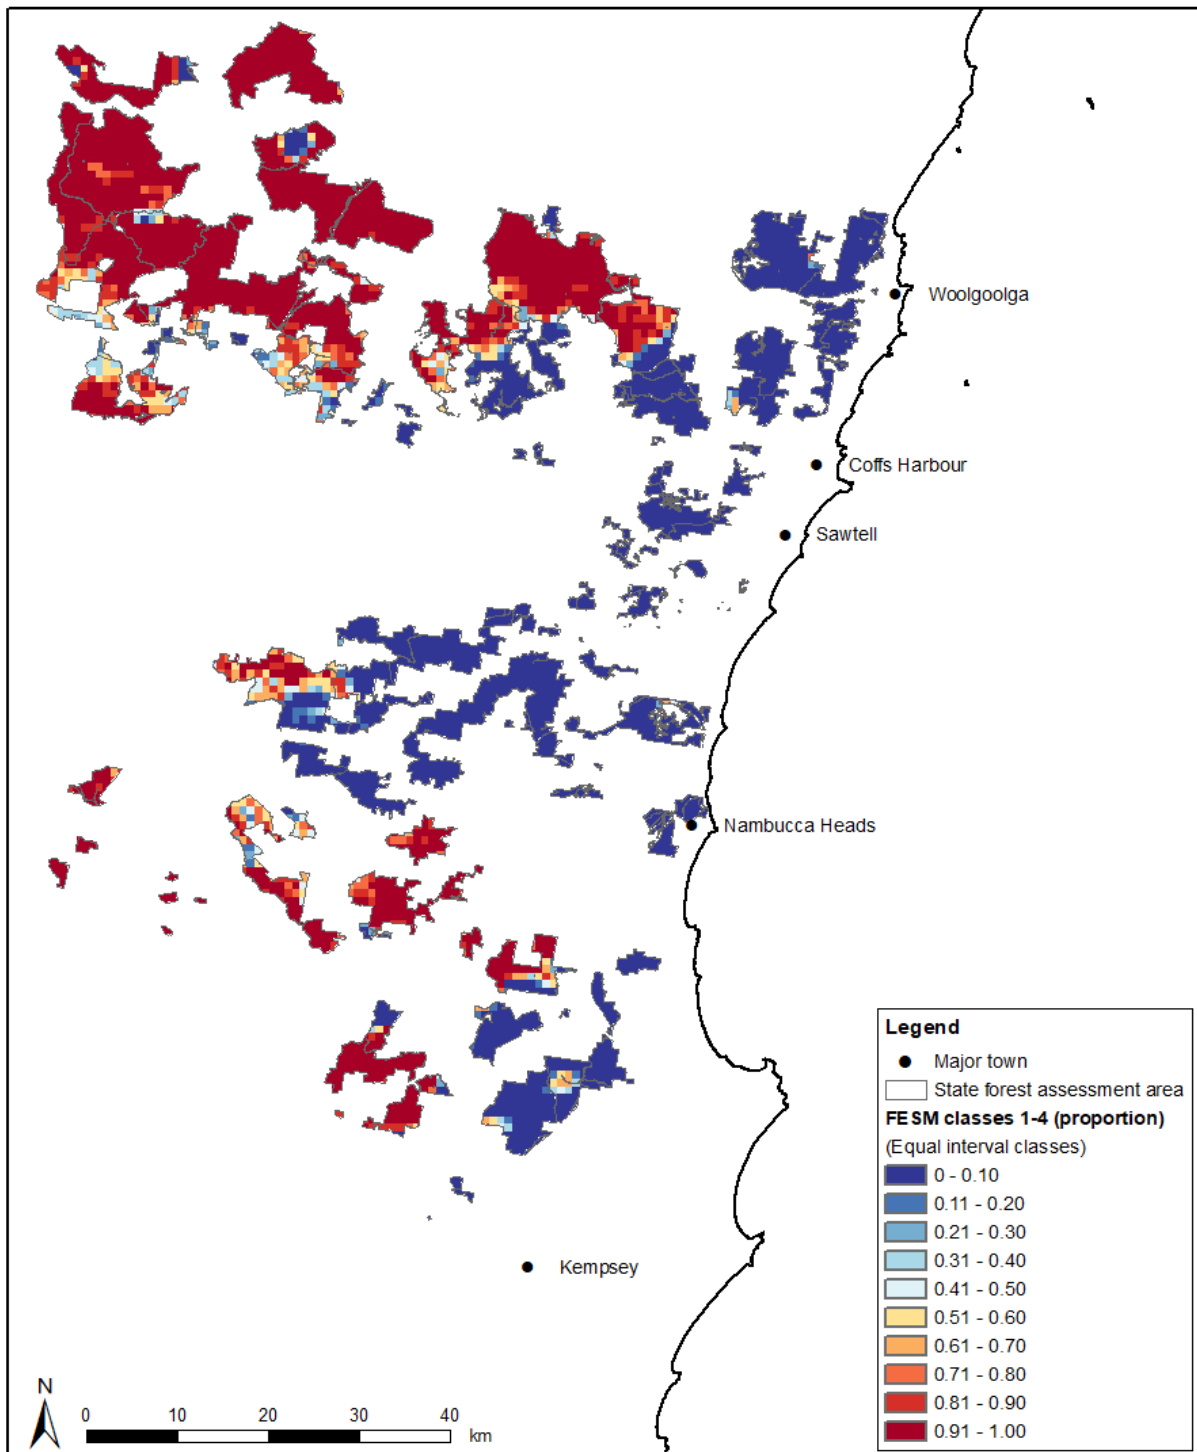 Woolgoolga
Coffs Harbour
Sawtell
Nambucca Heads
Kempsey
Legend
Major town
State forest assessment area
FESM classes 1-4 (proportion)
(Equal interval classes)
0 - 0.10
0.11 - 0.20
0.21 - 0.30
0.31 - 0.40
0.41 - 0.50
0.51 - 0.60
0.61 - 0.70
0.71 - 0.80
0.81 - 0.90
0.91 - 1.00
N
0 10 20 30 40
km